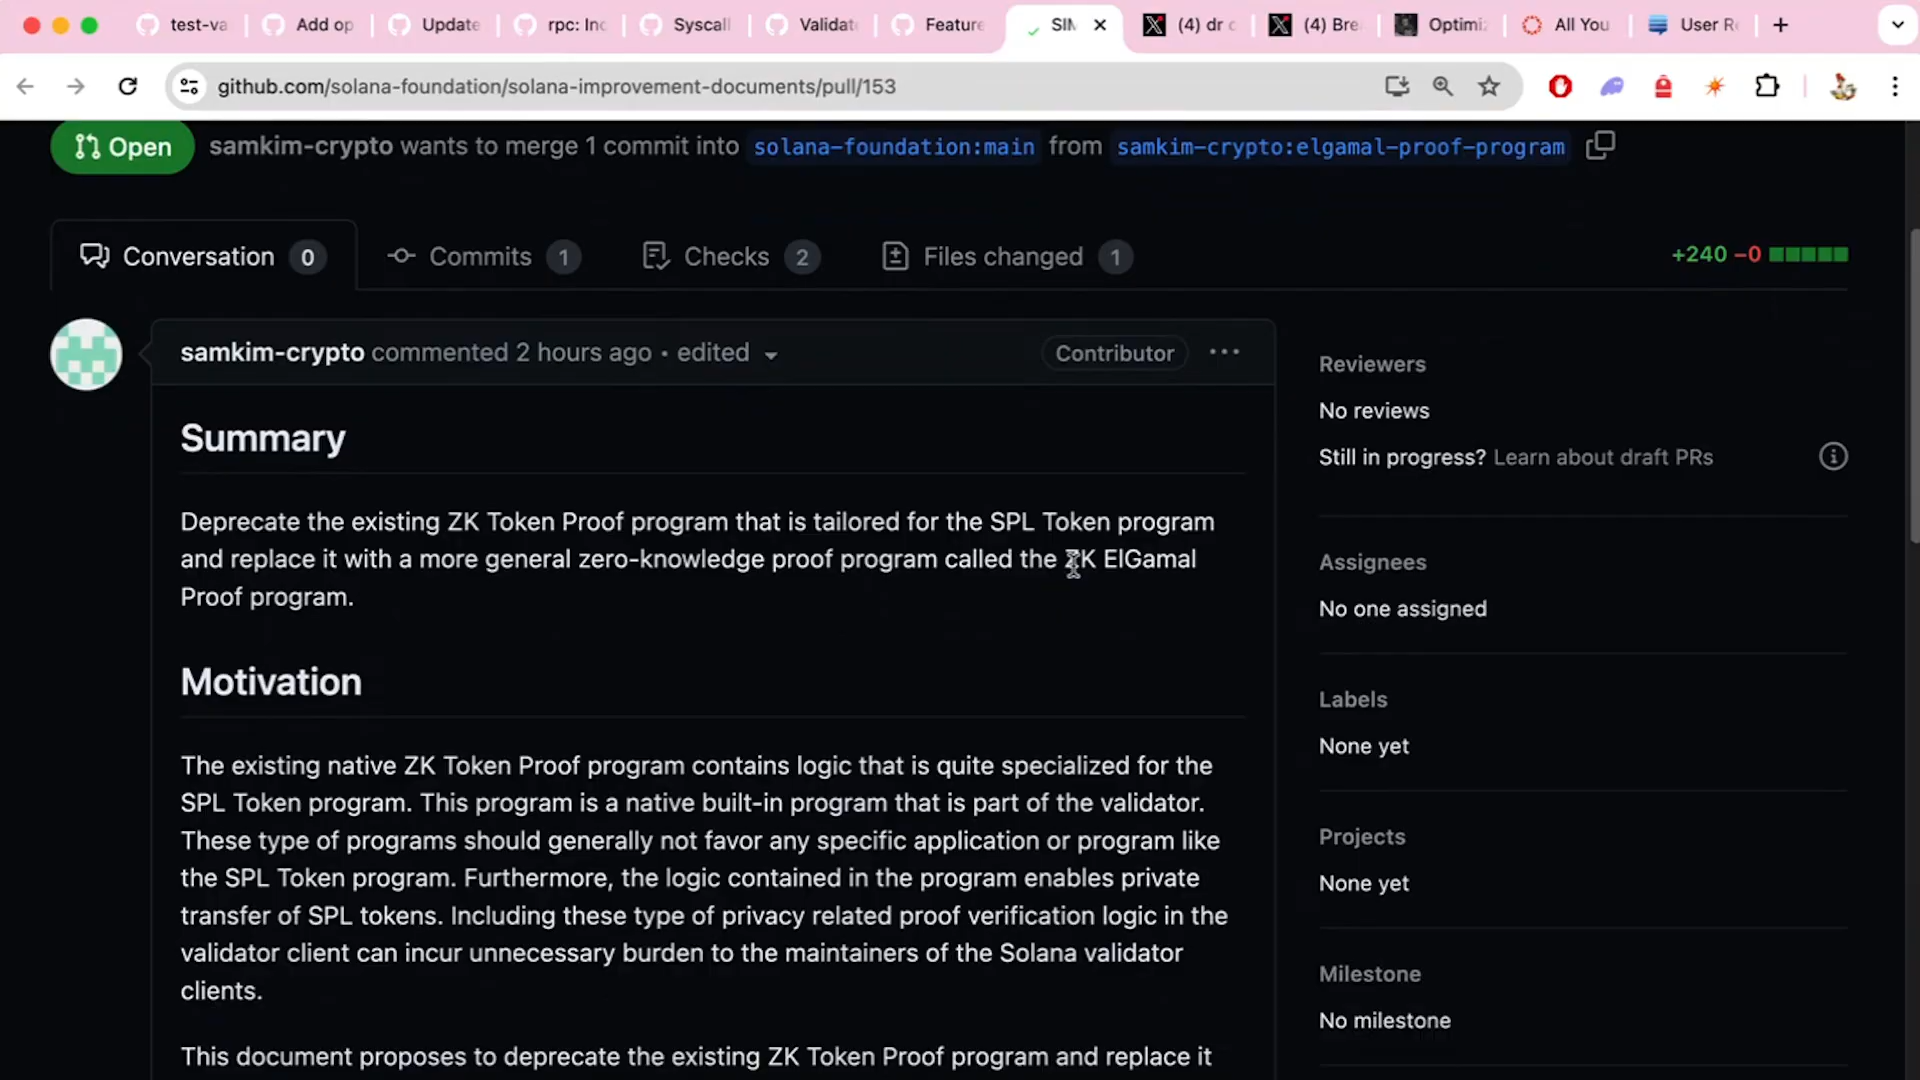 test-va
Add op
Update
rpc: Inc
Syscall
Validat
Feature
SIM
(4) dr c
(4) Bre
Optimi
All You
User Re
github.com/solana-foundation/solana-improvement-documents/pull/153
Open
samkim-crypto wants to merge 1 commit into solana-foundation:main from samkim-crypto:elgamal-proof-program
Conversation 0
Commits 1
Checks 2
Files changed 1
+240 −0
samkim-crypto commented 2 hours ago • edited
Contributor
Summary
Deprecate the existing ZK Token Proof program that is tailored for the SPL Token program
and replace it with a more general zero-knowledge proof program called the ZK ElGamal
Proof program.
Motivation
The existing native ZK Token Proof program contains logic that is quite specialized for the
SPL Token program. This program is a native built-in program that is part of the validator.
These type of programs should generally not favor any specific application or program like
the SPL Token program. Furthermore, the logic contained in the program enables private
transfer of SPL tokens. Including these type of privacy related proof verification logic in the
validator client can incur unnecessary burden to the maintainers of the Solana validator
clients.
This document proposes to deprecate the existing ZK Token Proof program and replace it
Reviewers
No reviews
Still in progress? Learn about draft PRs
Assignees
No one assigned
Labels
None yet
Projects
None yet
Milestone
No milestone